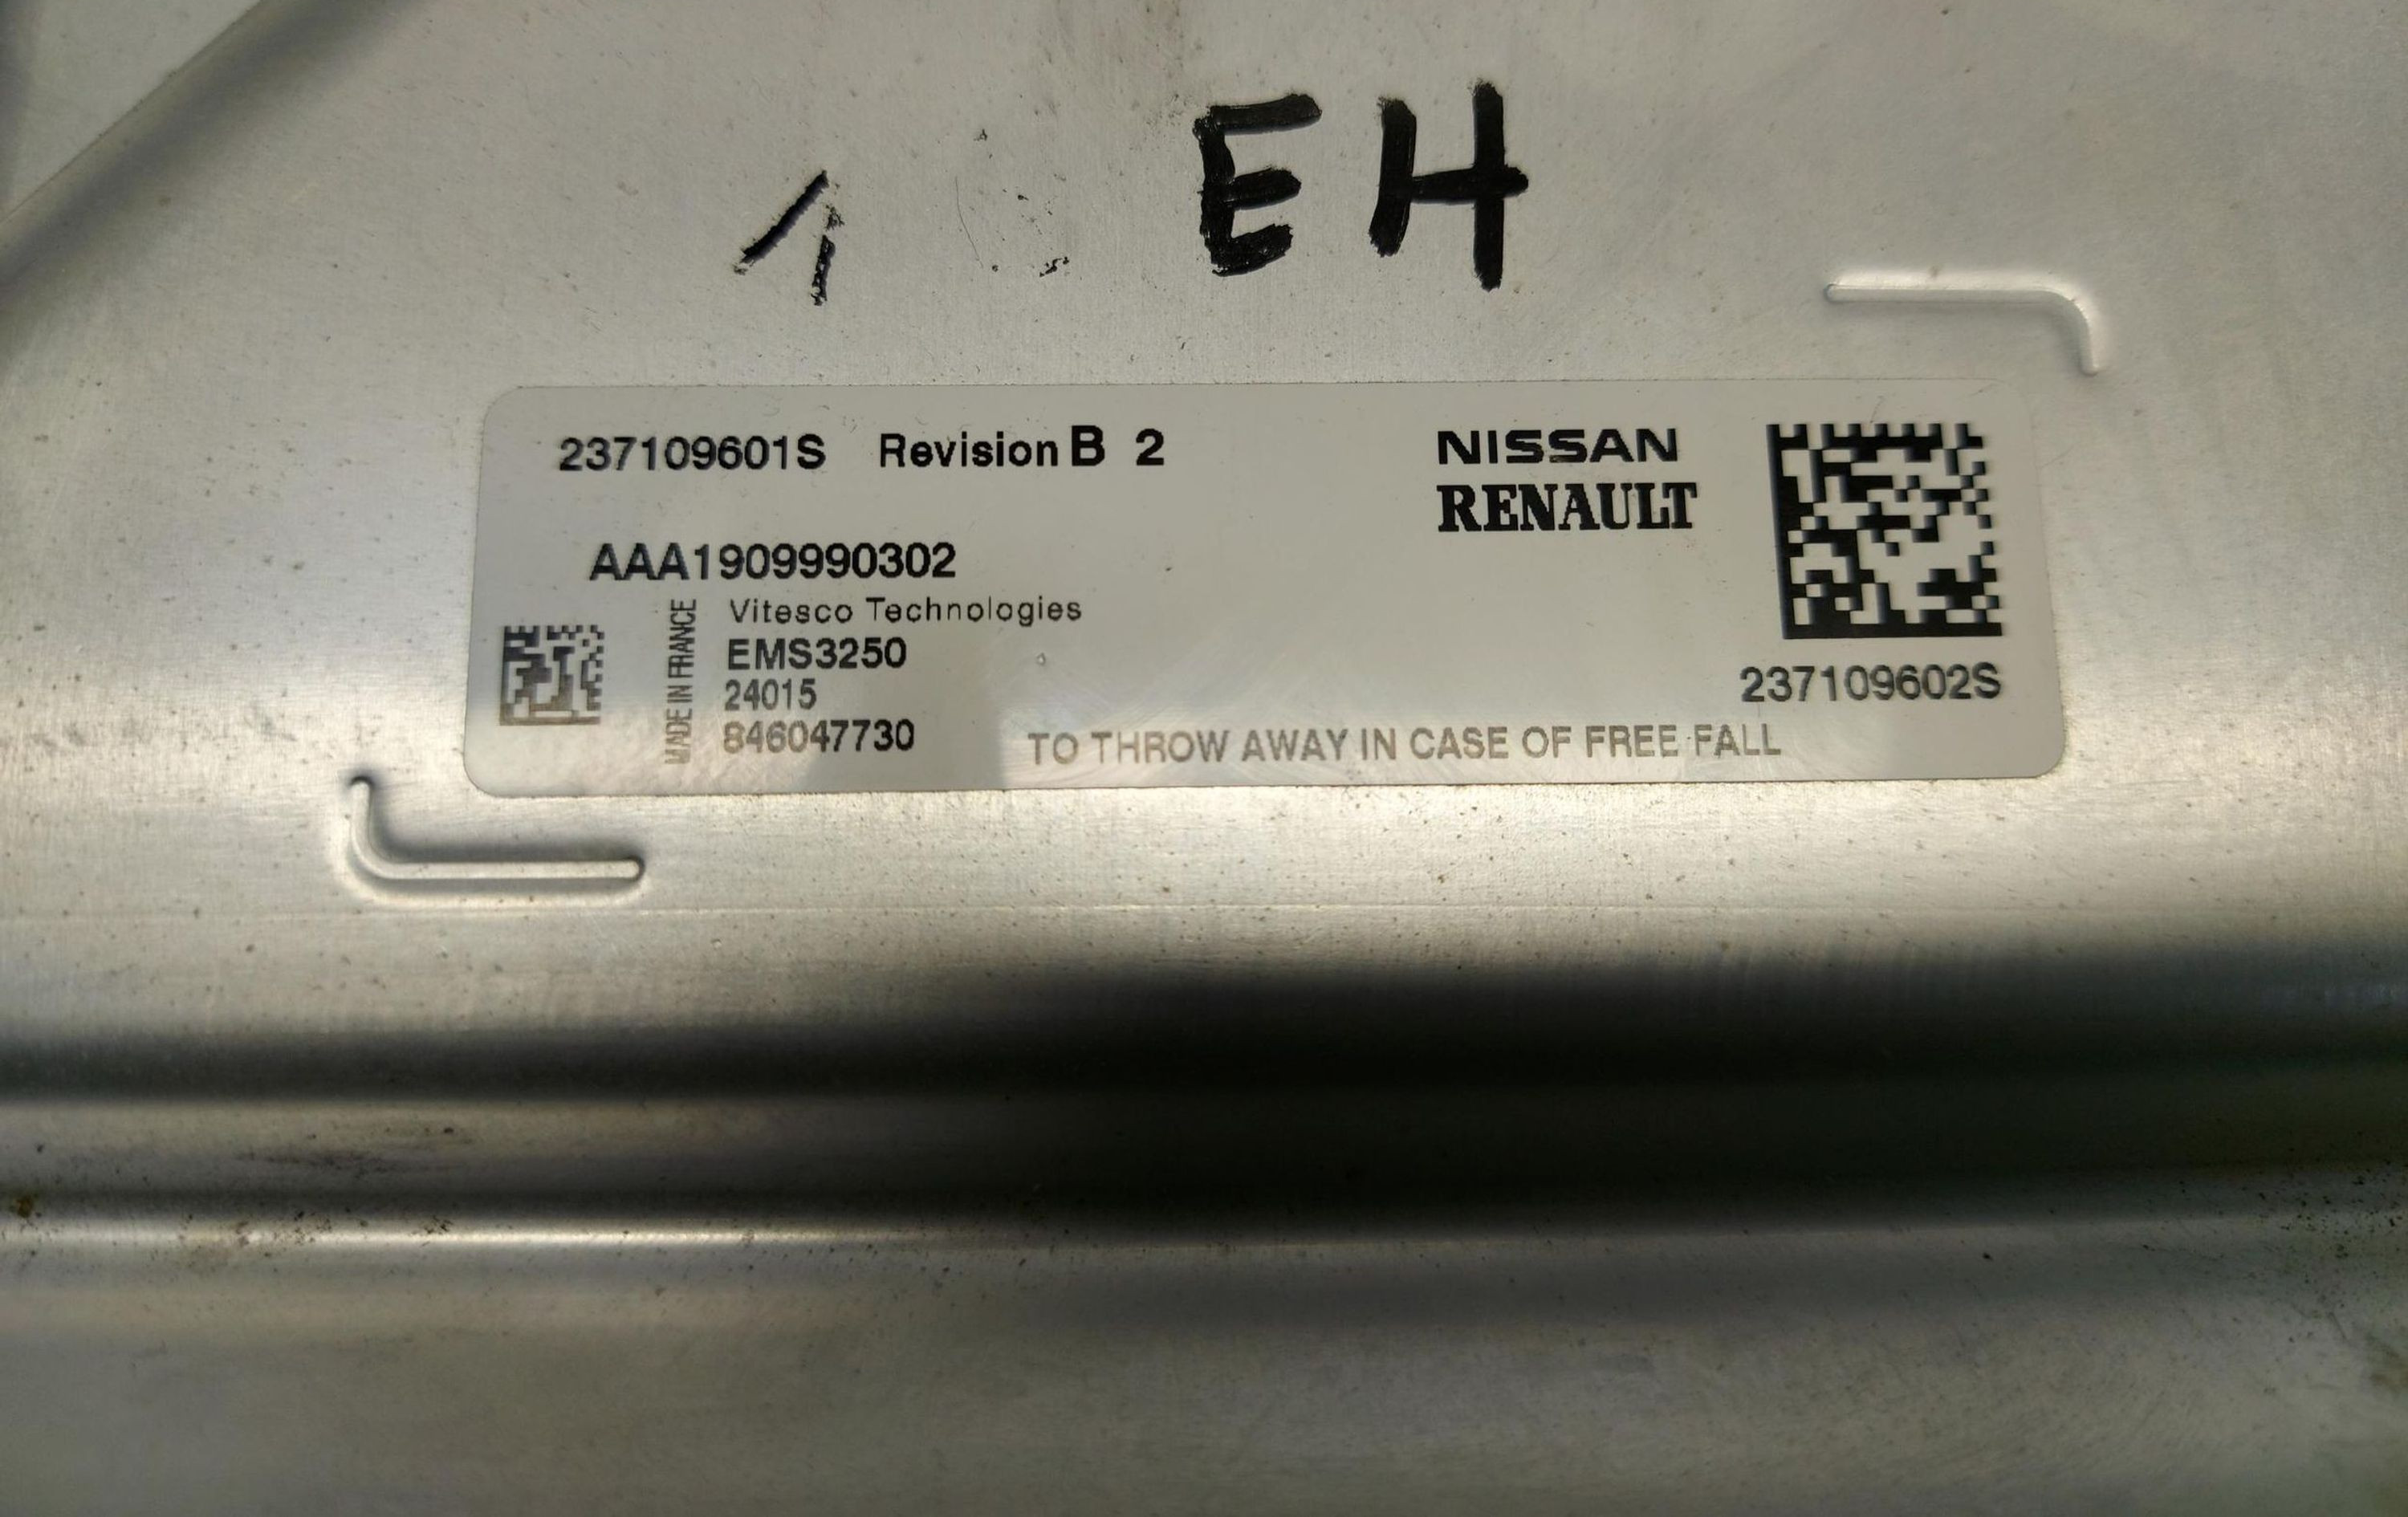 1 EH
237109601S Revision B 2
NISSAN
RENAULT
AAA1909990302
MADE IN FRANCE
Vitesco Technologies
EMS3250
24015
846047730
237109602S
TO THROW AWAY IN CASE OF FREE FALL